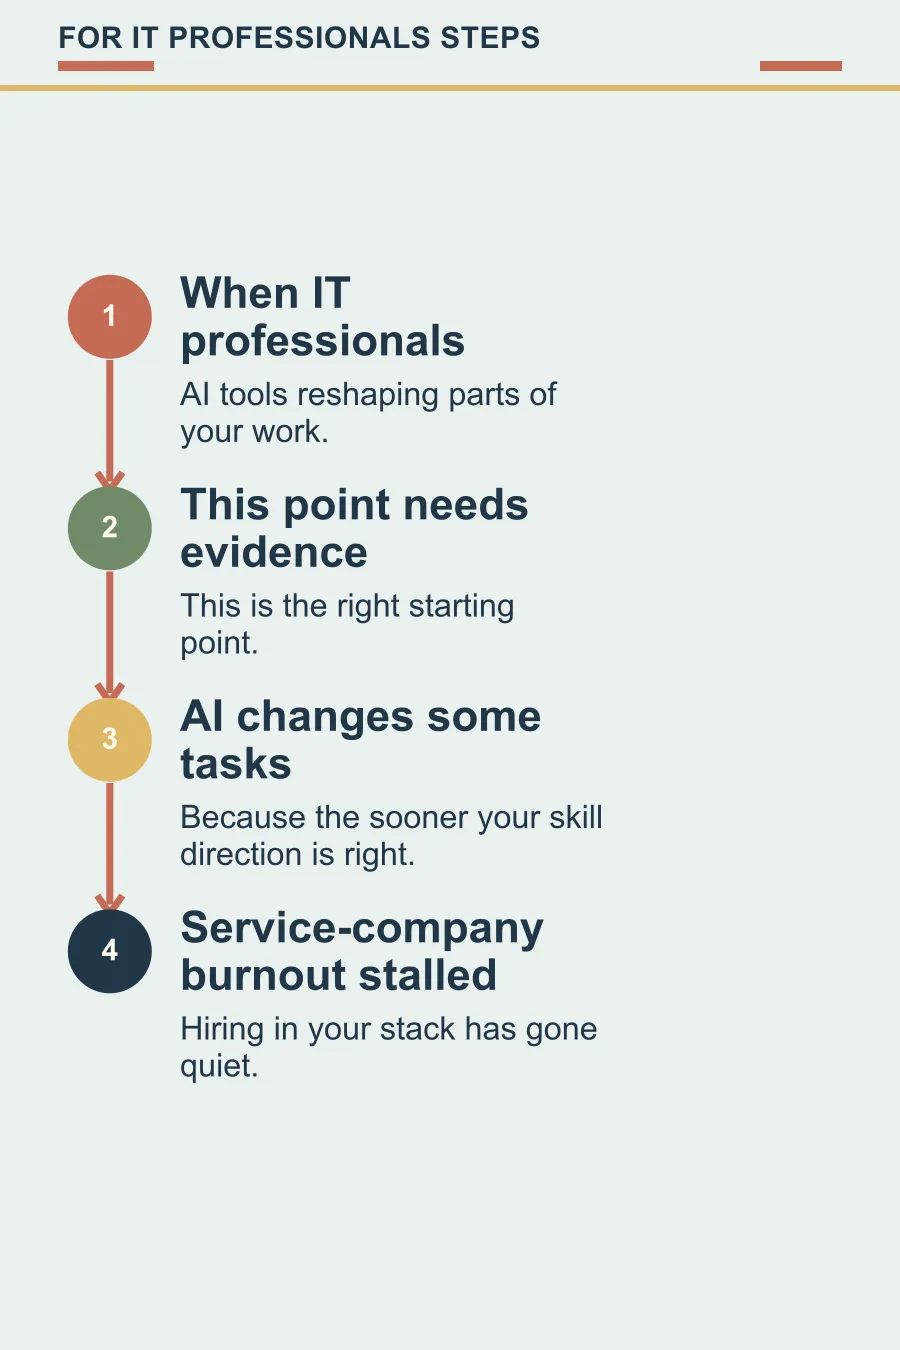 FOR IT PROFESSIONALS STEPS
1
When IT
professionals
AI tools reshaping parts of
your work.
2
This point needs
evidence
This is the right starting
point.
3
AI changes some
tasks
Because the sooner your skill
direction is right.
4
Service-company
burnout stalled
Hiring in your stack has gone
quiet.